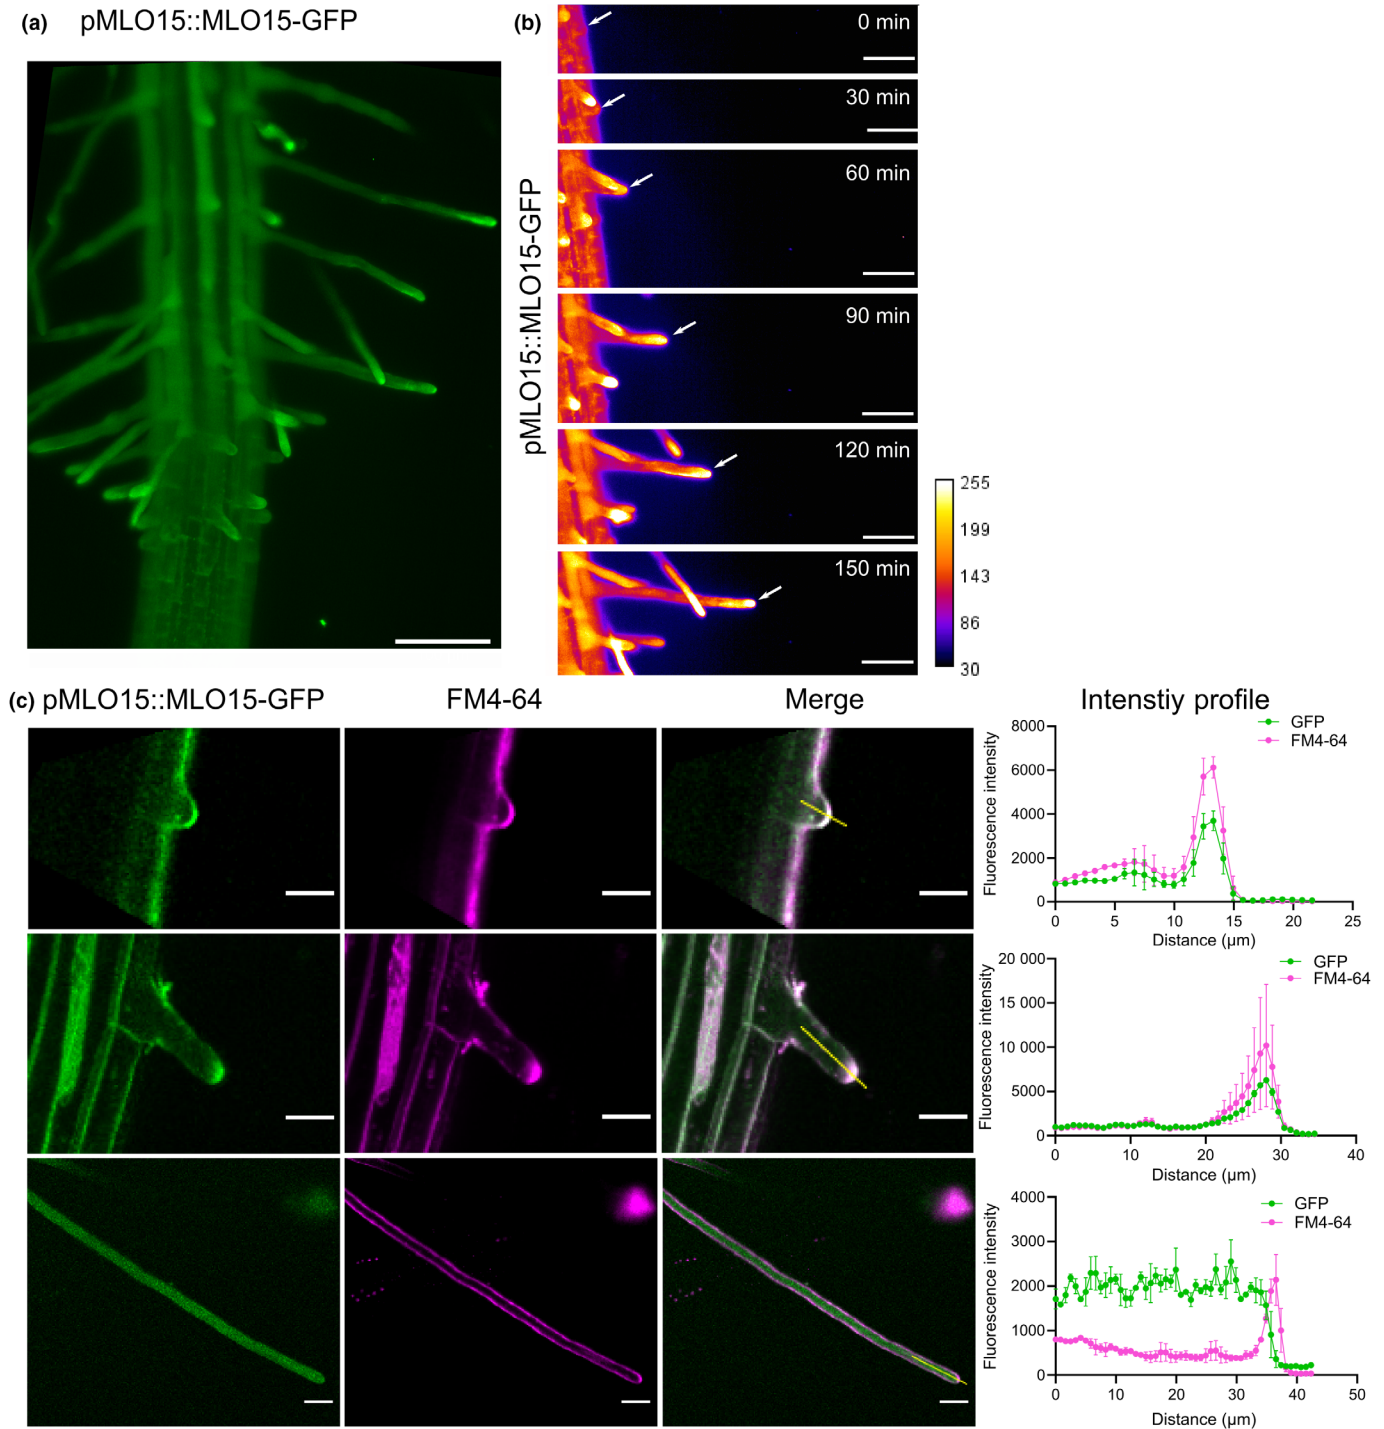 (a) pMLO15::MLO15-GFP
(b)
pMLO15::MLO15-GFP
0 min
30 min
60 min
90 min
120 min
150 min
255
199
143
86
30
(c) pMLO15::MLO15-GFP FM4-64 Merge Intenstiy profile
GFP
FM4-64
Fluorescence intensity
8000
6000
4000
2000
0
0 5 10 15 20 25
Distance (µm)
GFP
FM4-64
Fluorescence intensity
20 000
15 000
10 000
5000
0
0 10 20 30 40
Distance (µm)
GFP
FM4-64
Fluorescence intensity
4000
3000
2000
1000
0
0 10 20 30 40 50
Distance (µm)